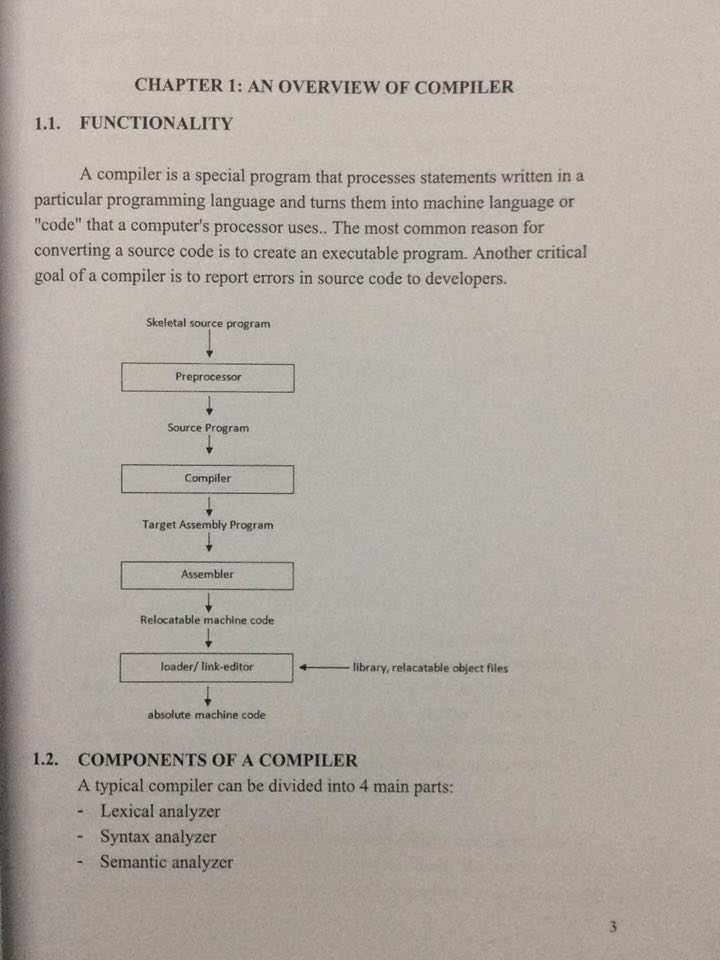 CHAPTER 1: AN OVERVIEW OF COMPILER
1.1. FUNCTIONALITY
A compiler is a special program that processes statements written in a
particular programming language and turns them into machine language or
"code" that a computer's processor uses.. The most common reason for
converting a source code is to create an executable program. Another critical
goal of a compiler is to report errors in source code to developers.
Skeletal source program
Preprocessor
Source Program
Compiler
Target Assembly Program
Assembler
Relocatable machine code
loader/ link-editor
library, relacatable object files
absolute machine code
1.2. COMPONENTS OF A COMPILER
A typical compiler can be divided into 4 main parts:
- Lexical analyzer
- Syntax analyzer
- Semantic analyzer
3